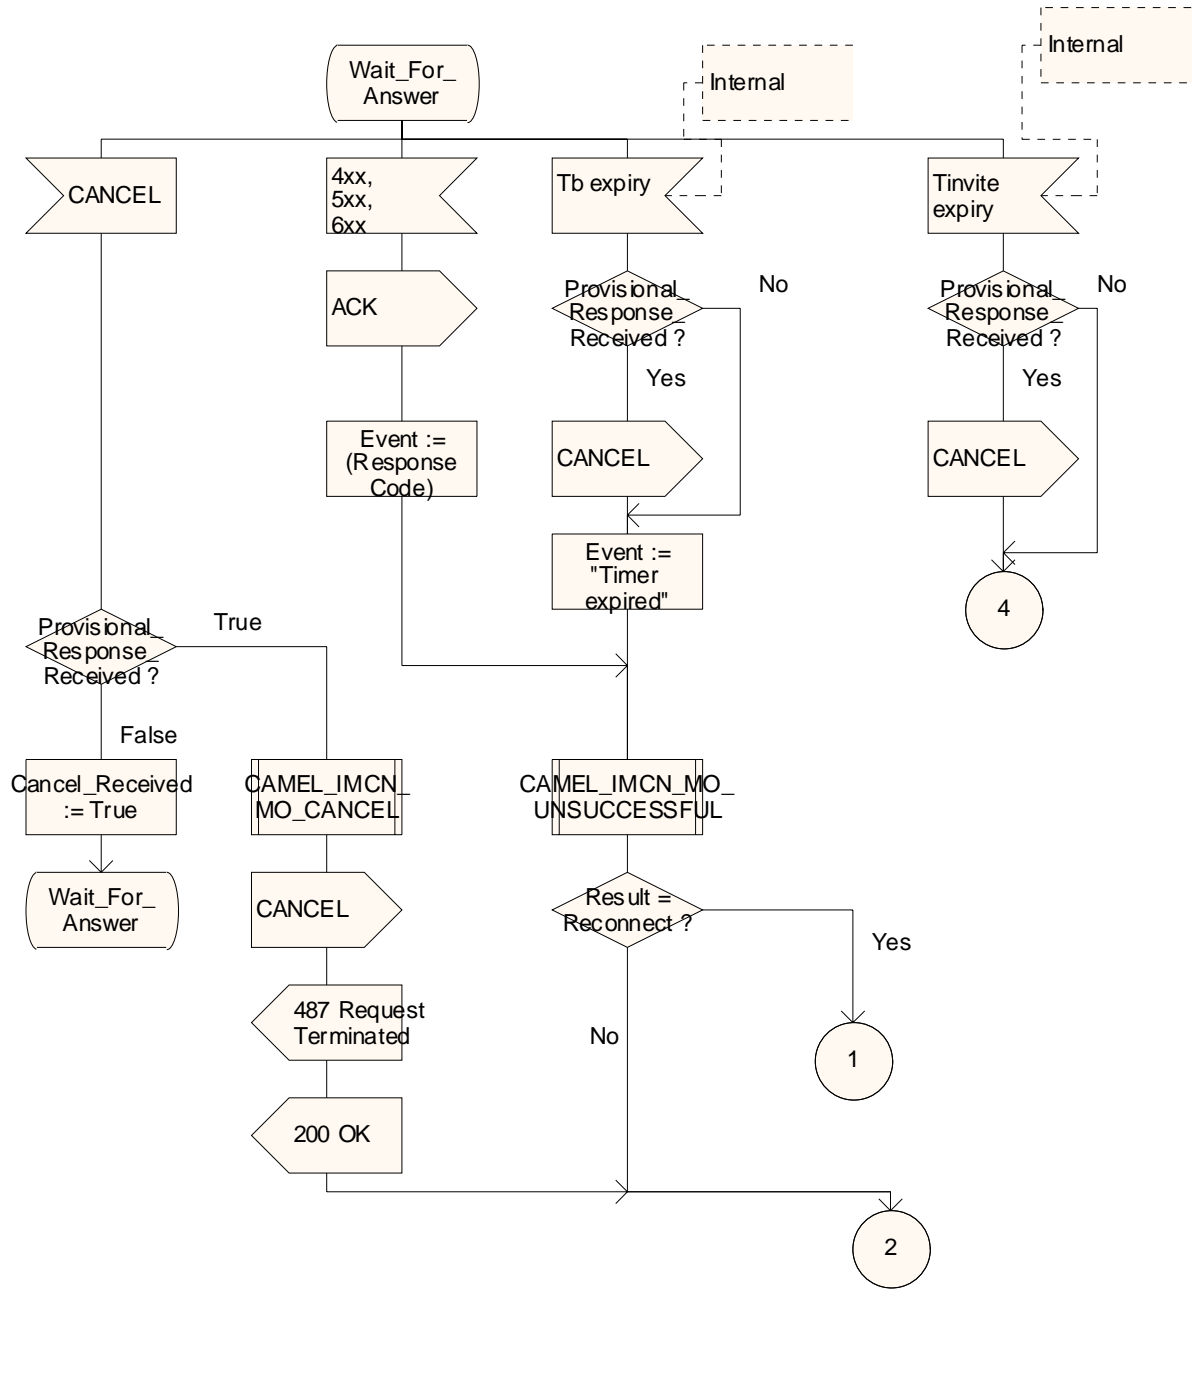 Internal
Wait_For_
Answer
Internal
CANCEL
4xx,
5xx,
6xx
Tb expiry
Tinvite
expiry
ACK
Provisional_
Response_
Received ?
No
Provisional_
Response_
Received ?
No
Yes
Yes
Event :=
(Response
Code)
CANCEL
CANCEL
Event :=
"Timer
expired"
4
Provisional_
Response_
Received ?
True
False
Cancel_Received
:= True
CAMEL_IMCN_
MO_CANCEL
CAMEL_IMCN_MO_
UNSUCCESSFUL
Wait_For_
Answer
CANCEL
Result =
Reconnect ?
Yes
487 Request
Terminated
No
1
200 OK
2